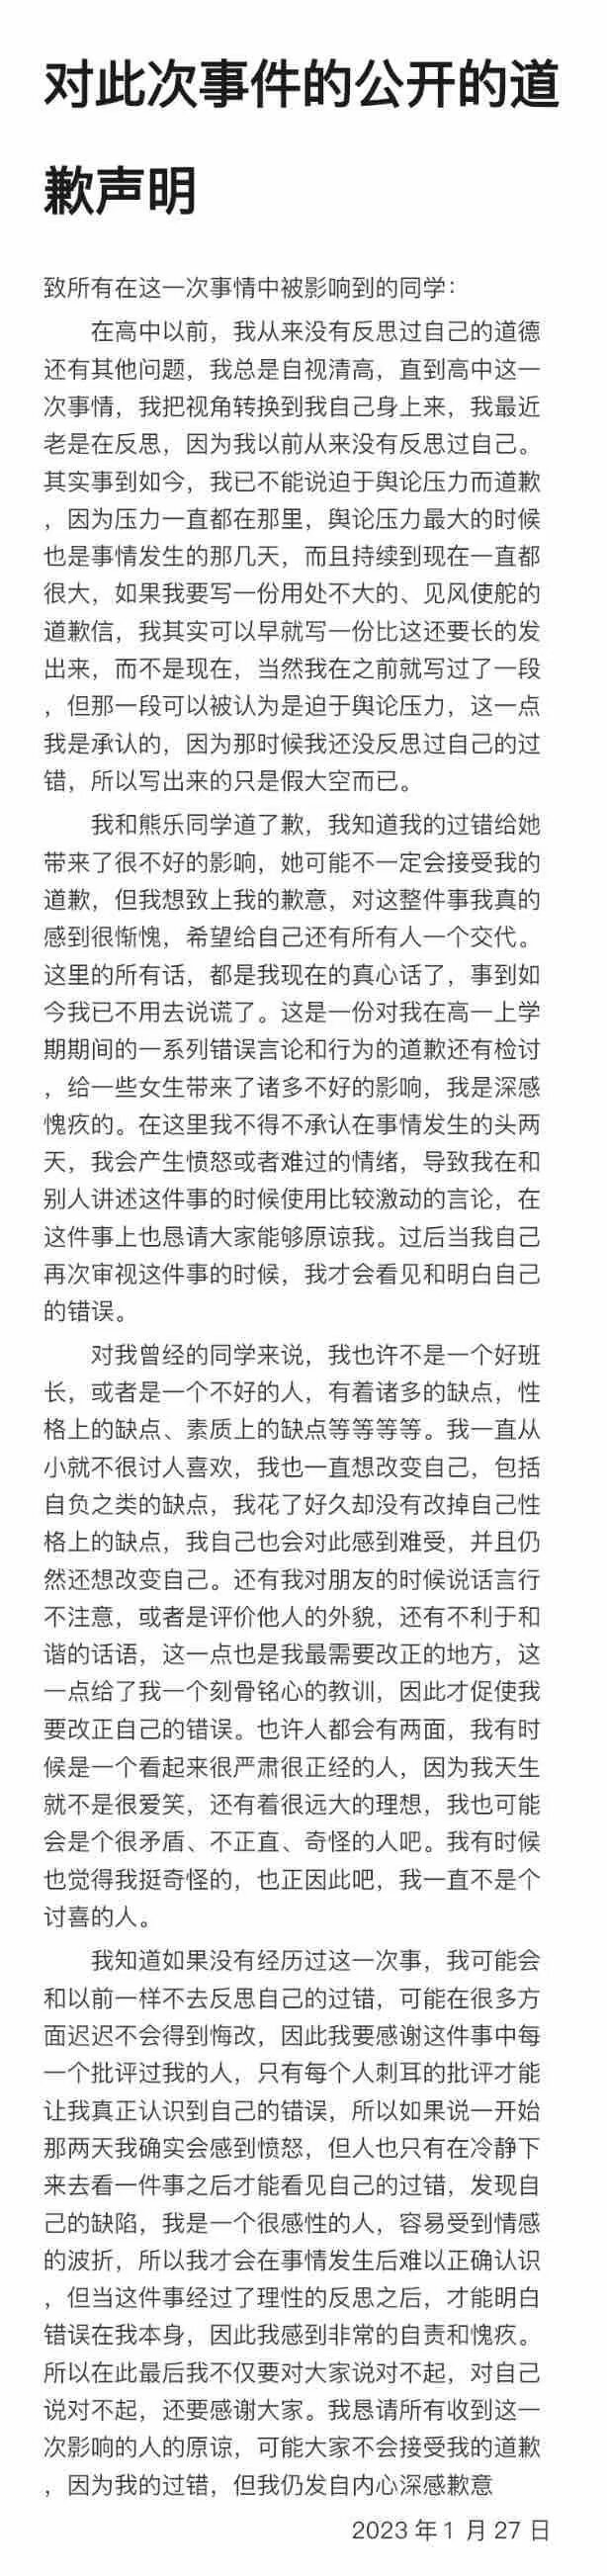 对此次事件的公开的道
歉声明
致所有在这一次事情中被影响到的同学：
在高中以前，我从来没有反思过自己的道德
还有其他问题，我总是自视清高，直到高中这一
次事情，我把视角转换到我自己身上来，我最近
老是在反思，因为我以前从来没有反思过自己。
其实事到如今，我已不能说迫于舆论压力而道歉
，因为压力一直都在那里，舆论压力最大的时候
也是事情发生的那几天，而且持续到现在一直都
很大，如果我要写一份用处不大的、见风使舵的
道歉信，我其实可以早就写一份比这还要长的发
出来，而不是现在，当然我在之前就写过了一段
，但那一段可以被认为是迫于舆论压力，这一点
我是承认的，因为那时候我还没反思过自己的过
错，所以写出来的只是假大空而已。
我和熊乐同学道了歉，我知道我的过错给她
带来了很不好的影响，她可能不一定会接受我的
道歉，但我想致上我的歉意，对这整件事我真的
感到很惭愧，希望给自己还有所有人一个交代。
这里的所有话，都是我现在的真心话了，事到如
今我已不用去说谎了。这是一份对我在高一上学
期期间的一系列错误言论和行为的道歉还有检讨
，给一些女生带来了诸多不好的影响，我是深感
愧疚的。在这里我不得不承认在事情发生的头两
天，我会产生愤怒或者难过的情绪，导致我在和
别人讲述这件事的时候使用比较激动的言论，在
这件事上也恳请大家能够原谅我。过后当我自己
再次审视这件事的时候，我才会看见和明白自己
的错误。
对我曾经的同学来说，我也许不是一个好班
长，或者是一个不好的人，有着诸多的缺点，性
格上的缺点、素质上的缺点等等等等。我一直从
小就不很讨人喜欢，我也一直想改变自己，包括
自负之类的缺点，我花了好久却没有改掉自己性
格上的缺点，我自己也会对此感到难受，并且仍
然还想改变自己。还有我对朋友的时候说话言行
不注意，或者是评价他人的外貌，还有不利于和
谐的话语，这一点也是我最需要改正的地方，这
一点给了我一个刻骨铭心的教训，因此才促使我
要改正自己的错误。也许人都会有两面，我有时
候是一个看起来很严肃很正经的人，因为我天生
就不是很爱笑，还有着很远大的理想，我也可能
会是个很矛盾、不正直、奇怪的人吧。我有时候
也觉得我挺奇怪的，也正因此吧，我一直不是个
讨喜的人。
我知道如果没有经历过这一次事，我可能会
和以前一样不去反思自己的过错，可能在很多方
面迟迟不会得到悔改，因此我要感谢这件事中每
一个批评过我的人，只有每个人刺耳的批评才能
让我真正认识到自己的错误，所以如果说一开始
那两天我确实会感到愤怒，但人也只有在冷静下
来去看一件事之后才能看见自己的过错，发现自
己的缺陷，我是一个很感性的人，容易受到情感
的波折，所以我才会在事情发生后难以正确认识
，但当这件事经过了理性的反思之后，才能明白
错误在我本身，因此我感到非常的自责和愧疚。
所以在此最后我不仅要对大家说对不起，对自己
说对不起，还要感谢大家。我恳请所有收到这一
次影响的人的原谅，可能大家不会接受我的道歉
，因为我的过错，但我仍发自内心深感歉意
2023 年 1 月 27 日